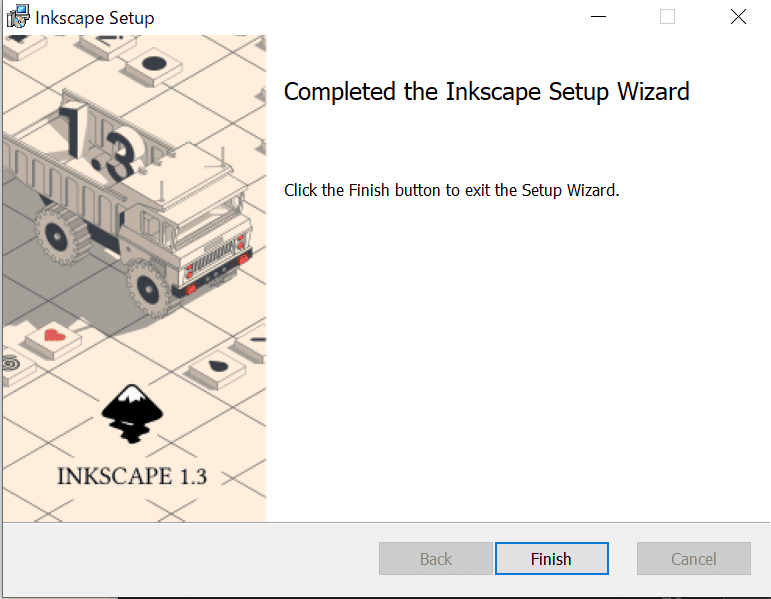 Inkscape Setup
1.3
Completed the Inkscape Setup Wizard
Click the Finish button to exit the Setup Wizard.
INKSCAPE 1.3
Back
Finish
Cancel